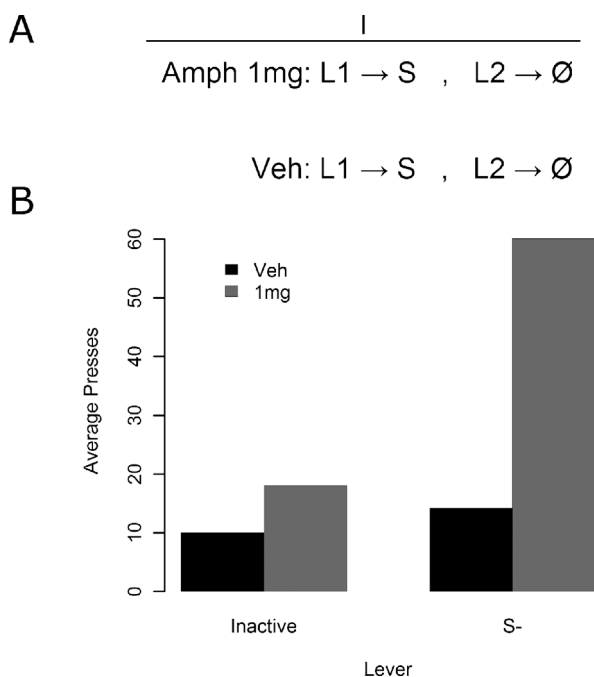 A
I
Amph 1mg: L1 → S , L2 → Ø
Veh: L1 → S , L2 → Ø
B
60
50
40
30
20
10
0
Average Presses
Veh
1mg
Inactive
S-
Lever